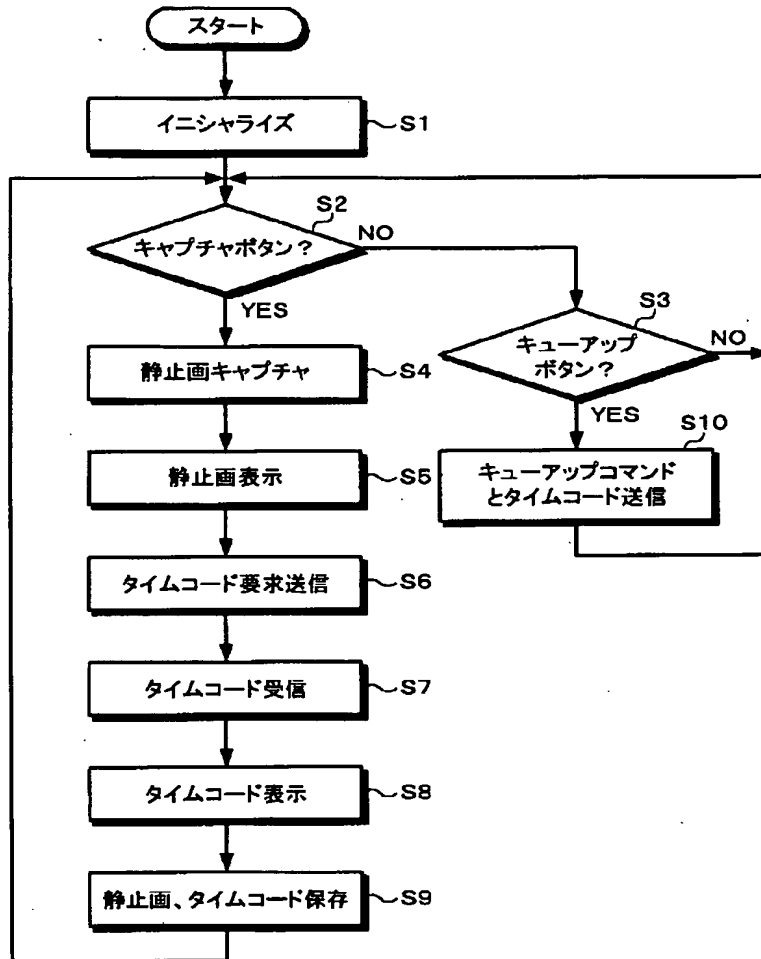 スタート
イニシャライズ
S1
S2
キャプチャボタン?
NO
YES
S3
キューアップ
ボタン?
NO
YES
静止画キャプチャ
S4
S10
キューアップコマンド
とタイムコード送信
静止画表示
S5
タイムコード要求送信
S6
タイムコード受信
S7
タイムコード表示
S8
静止画、タイムコード保存
S9